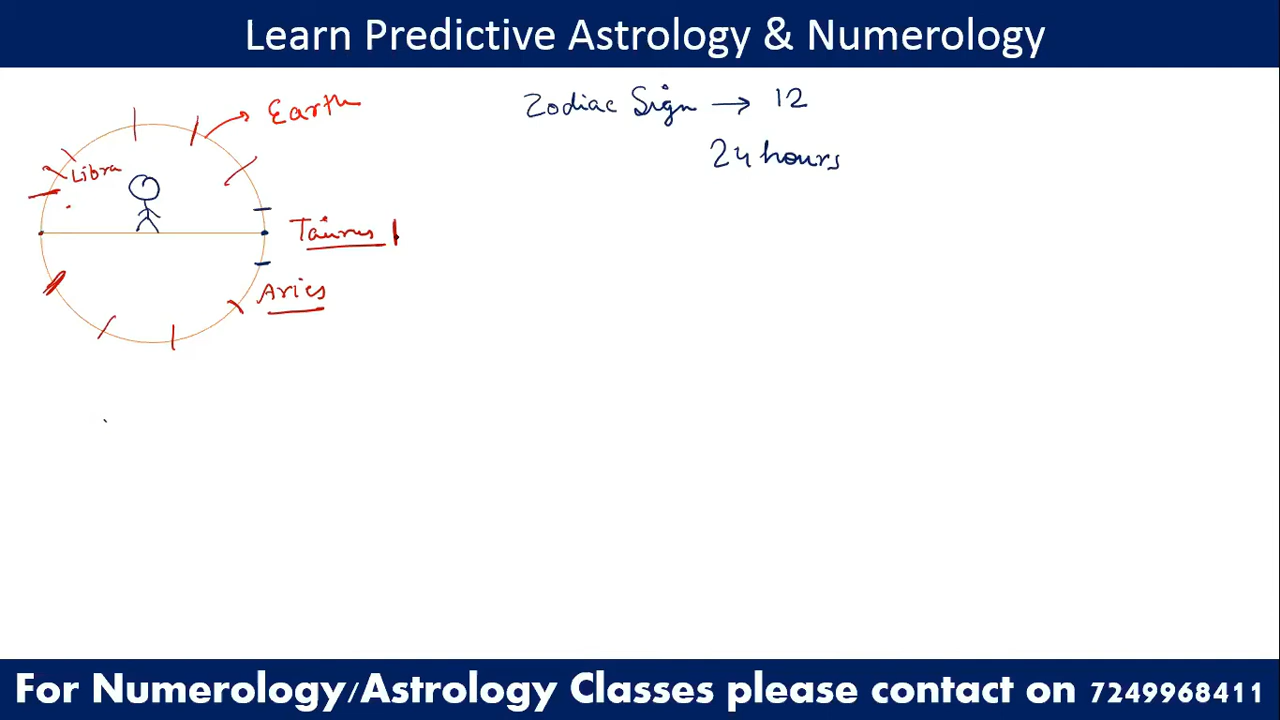 Learn Predictive Astrology & Numerology
Earth
Zodiac Sign → 12
24 hours
Libra
Taurus
Aries
For Numerology/Astrology Classes please contact on 7249968411